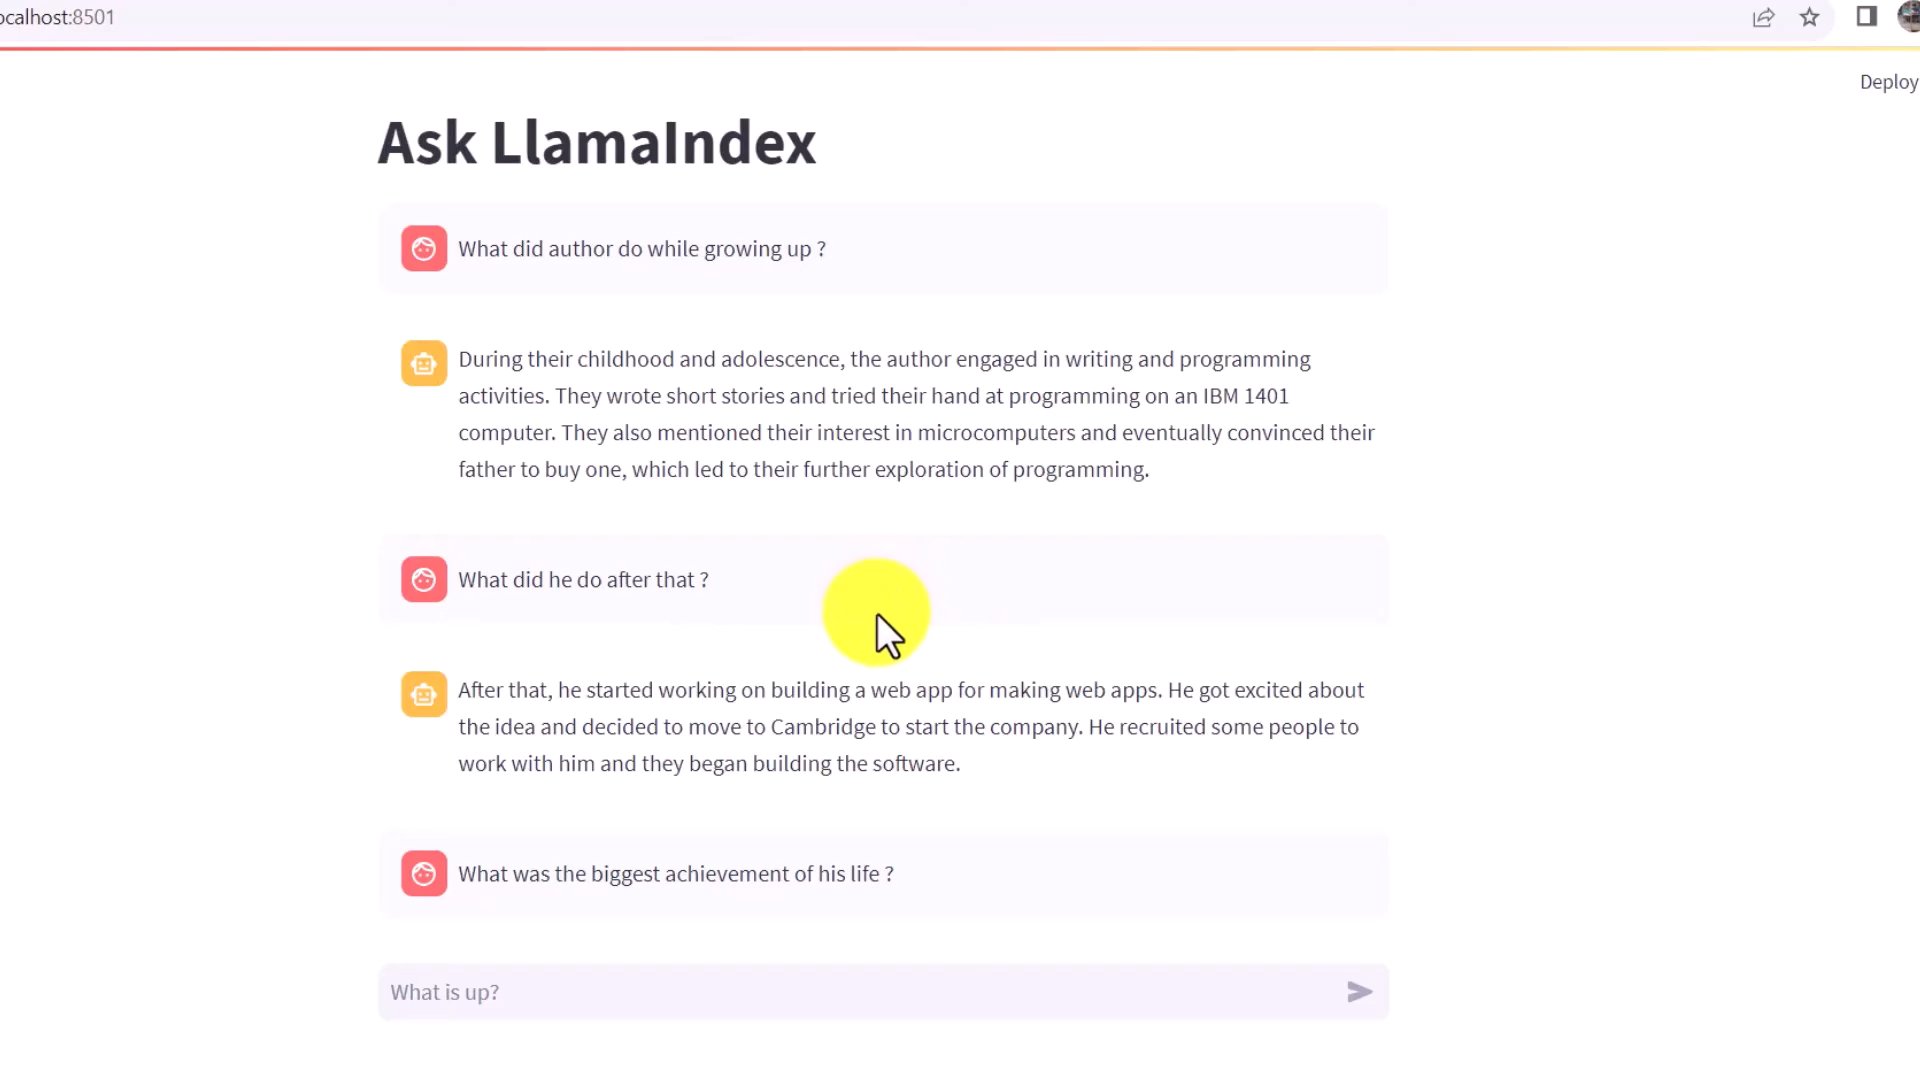 ocalhost:8501
Deploy
Ask LlamaIndex
What did author do while growing up ?
During their childhood and adolescence, the author engaged in writing and programming
activities. They wrote short stories and tried their hand at programming on an IBM 1401
computer. They also mentioned their interest in microcomputers and eventually convinced their
father to buy one, which led to their further exploration of programming.
What did he do after that ?
After that, he started working on building a web app for making web apps. He got excited about
the idea and decided to move to Cambridge to start the company. He recruited some people to
work with him and they began building the software.
What was the biggest achievement of his life ?
What is up?